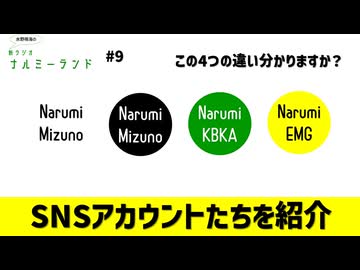 水野鳴海の
新ラジオ
ナルミーランド
#9
この4つの違い分かりますか？
Narumi
Mizuno
Narumi
Mizuno
Narumi
KBKA
Narumi
EMG
SNSアカウントたちを紹介